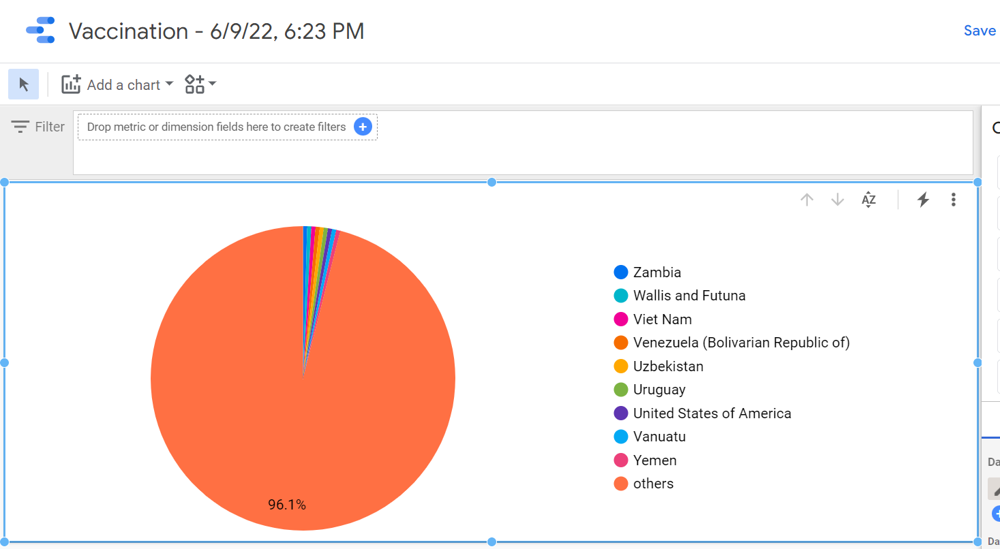 Vaccination - 6/9/22, 6:23 PM
Save
Add a chart
Filter
Drop metric or dimension fields here to create filters
AZ
Zambia
Wallis and Futuna
Viet Nam
Venezuela (Bolivarian Republic of)
Uzbekistan
Uruguay
United States of America
Vanuatu
Yemen
others
96.1%
Da
Da